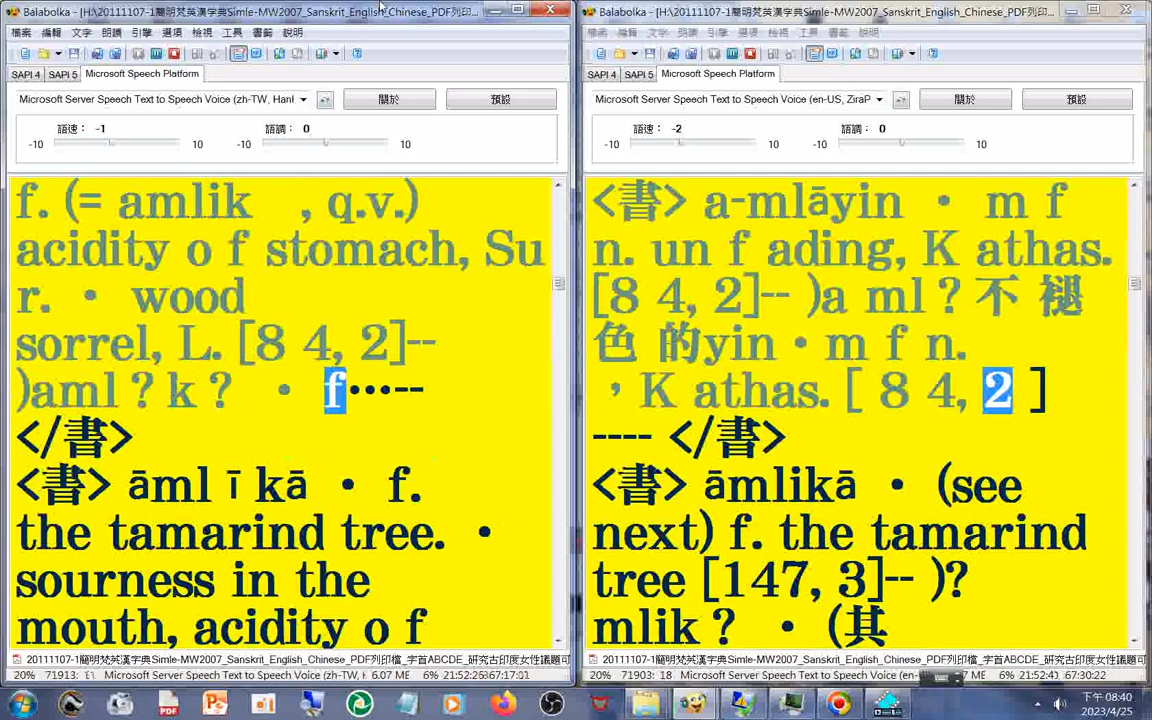 Balabolka - [H:\20111107-1簡明梵英漢字典Simle-MW2007_Sanskrit_English_Chinese_PDF列印...
檔案 編輯 文字 朗讀 引擎 選項 檢視 工具 書籤 說明
SAPI 4 SAPI 5 Microsoft Speech Platform
Microsoft Server Speech Text to Speech Voice (zh-TW, HanH
關於 預設
語速： -1 語調： 0
-10 10 -10 10
f. (= amlik , q.v.)
acidity o f stomach, Su
r. • wood
sorrel, L. [8 4, 2]--
)aml ? k ? • f•••--
</書>
<書> āml ī kā • f.
the tamarind tree. •
sourness in the
mouth, acidity o f
20111107-1簡明梵英漢字典Simle-MW2007_Sanskrit_English_Chinese_PDF列印檔_字首ABCDE_研究古印度女性議題可
20% 71913: Microsoft Server Speech Text to Speech Voice (zh-TW, 6.07 MB 6%
Balabolka - [H:\20111107-1簡明梵英漢字典Simle-MW2007_Sanskrit_English_Chinese_PDF列印...
檔案 編輯 文字 朗讀 引擎 選項 檢視 工具 書籤 說明
SAPI 4 SAPI 5 Microsoft Speech Platform
Microsoft Server Speech Text to Speech Voice (en-US, ZiraP
關於 預設
語速： -2 語調： 0
-10 10 -10 10
<書> a-mlāyin • m f
n. un f ading, K athas.
[8 4, 2]-- )a ml ? 不 褪
色 的yin • m f n.
，K athas. [ 8 4, 2 ]
---- </書>
<書> āmlikā • (see
next) f. the tamarind
tree [147, 3]-- )?
mlik ? • (其
20111107-1簡明梵英漢字典Simle-MW2007_Sanskrit_English_Chinese_PDF列印檔_字首ABCDE_研究古印度女性議題可
20% 71903: 18 Microsoft Server Speech Text to Speech Voice 6% 67:30:22
下午 08:40
2023/4/25